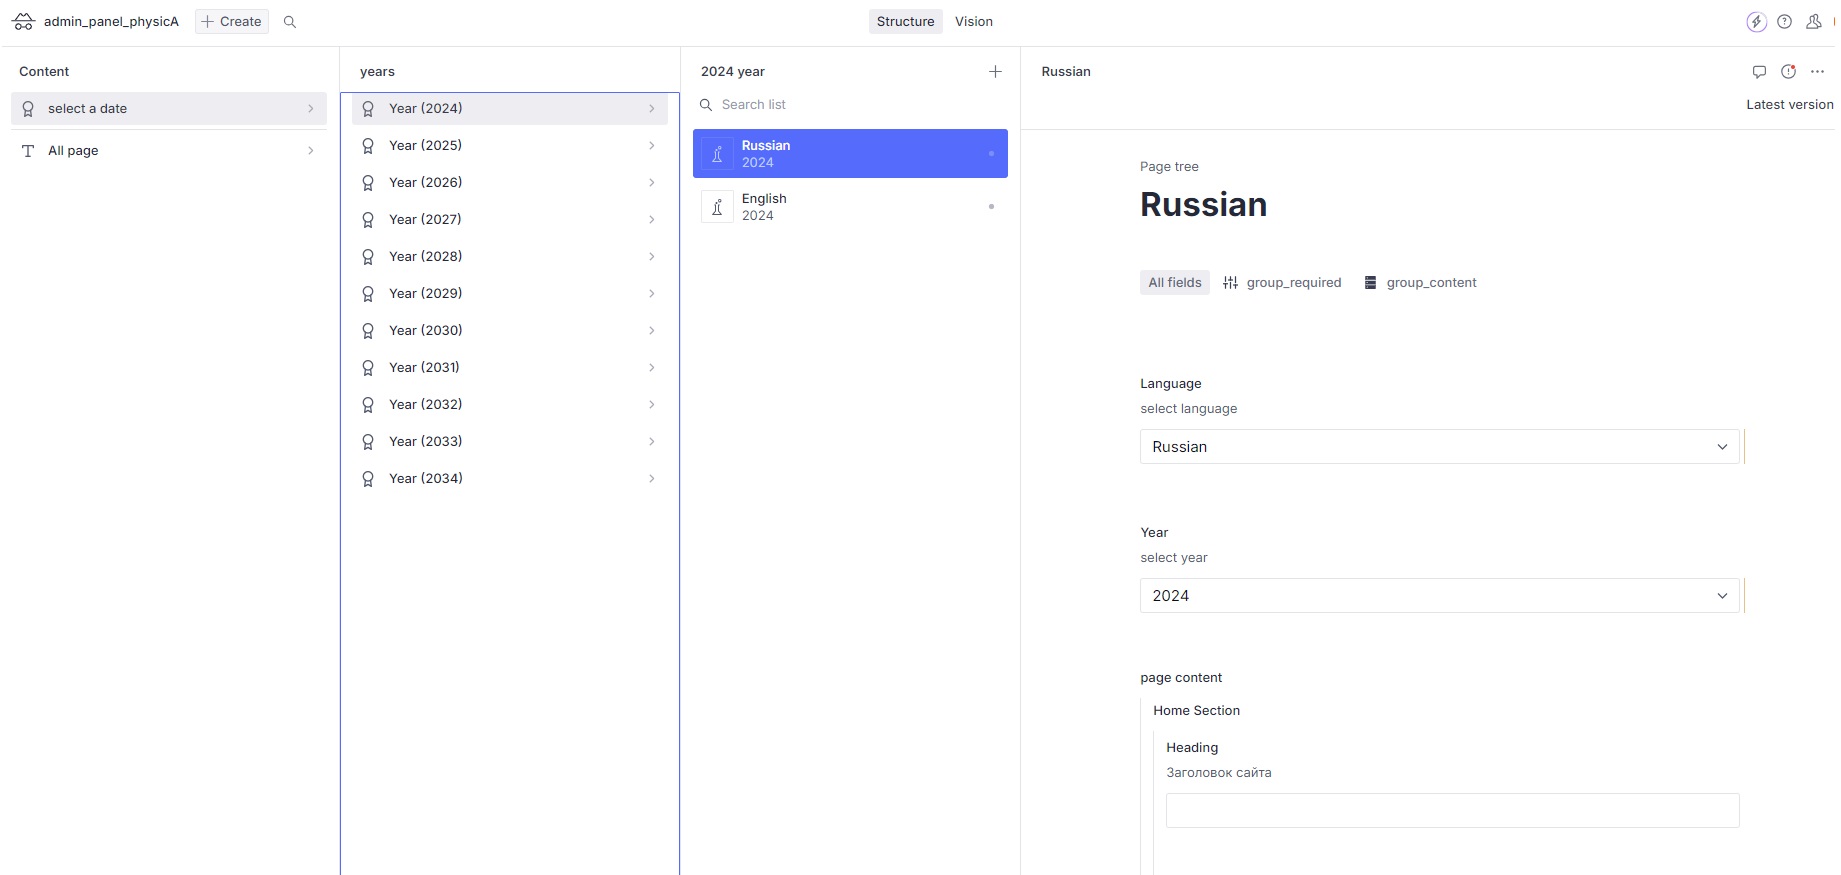 admin_panel_physicA
Create
Structure
Vision
Content
select a date
All page
years
Year (2024)
Year (2025)
Year (2026)
Year (2027)
Year (2028)
Year (2029)
Year (2030)
Year (2031)
Year (2032)
Year (2033)
Year (2034)
2024 year
Search list
Russian
2024
English
2024
Russian
Latest version
Page tree
Russian
All fields
group_required
group_content
Language
select language
Russian
Year
select year
2024
page content
Home Section
Heading
Заголовок сайта